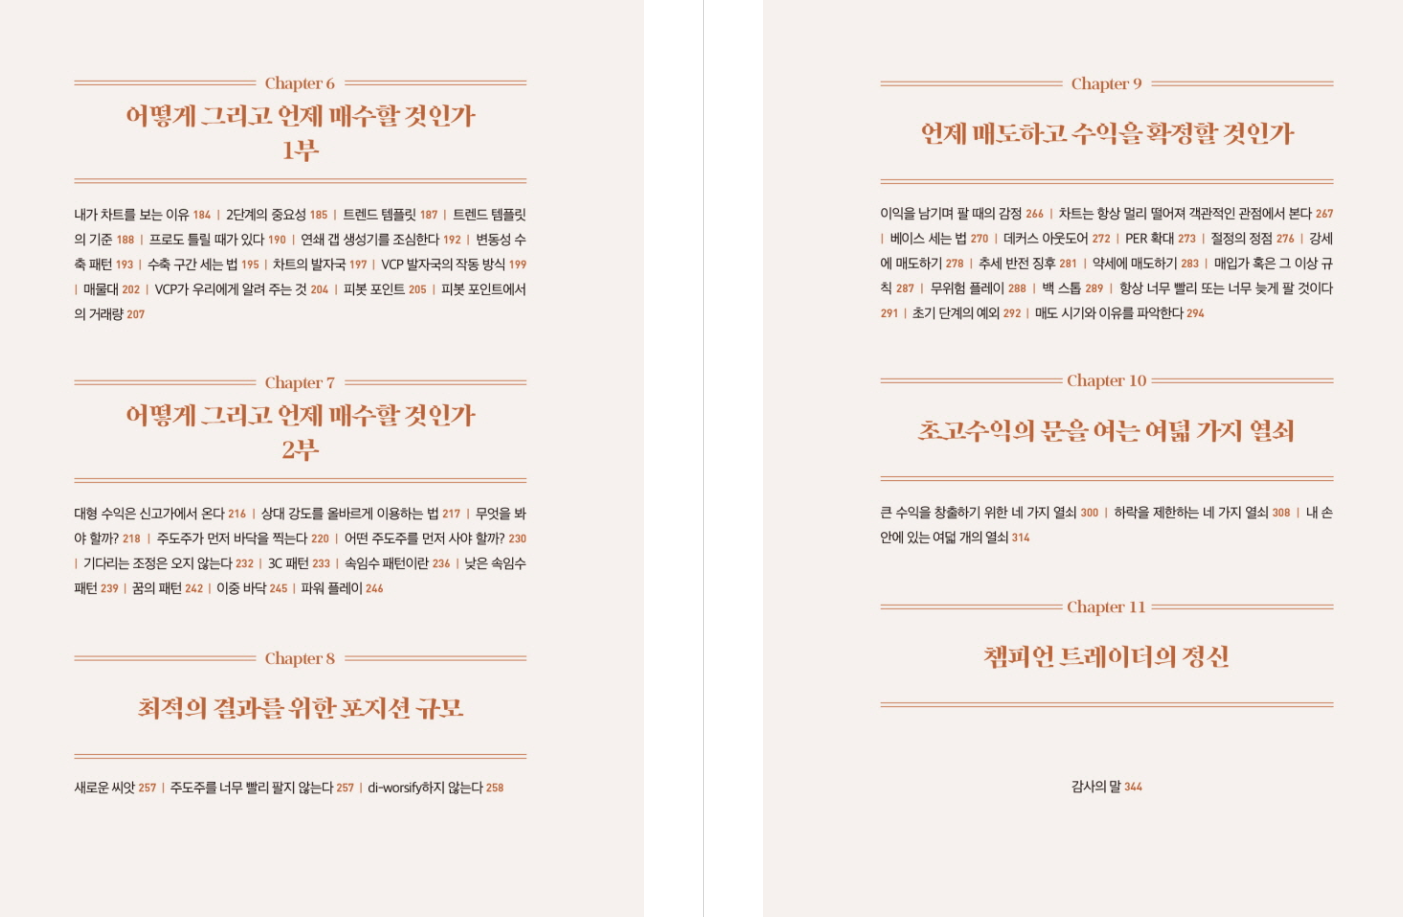 Chapter 6
어떻게 그리고 언제 매수할 것인가
1부
내가 차트를 보는 이유 184 | 2단계의 중요성 185 | 트렌드 템플릿 187 | 트렌드 템플릿
의 기준 188 | 프로도 틀릴 때가 있다 190 | 연쇄 갭 생성기를 조심한다 192 | 변동성 수
축 패턴 193 | 수축 구간 세는 법 195 | 차트의 발자국 197 | VCP 발자국의 작동 방식 199
| 매물대 202 | VCP가 우리에게 알려 주는 것 204 | 피봇 포인트 205 | 피봇 포인트에서
의 거래량 207
Chapter 7
어떻게 그리고 언제 매수할 것인가
2부
대형 수익은 신고가에서 온다 216 | 상대 강도를 올바르게 이용하는 법 217 | 무엇을 봐
야 할까? 218 | 주도주가 먼저 바닥을 찍는다 220 | 어떤 주도주를 먼저 사야 할까? 230
| 기다리는 조정은 오지 않는다 232 | 3C 패턴 233 | 속임수 패턴이란 236 | 낮은 속임수
패턴 239 | 꿈의 패턴 242 | 이중 바닥 245 | 파워 플레이 246
Chapter 8
최적의 결과를 위한 포지션 규모
새로운 씨앗 257 | 주도주를 너무 빨리 팔지 않는다 257 | di-worsify하지 않는다 258
Chapter 9
언제 매도하고 수익을 확정할 것인가
이익을 남기며 팔 때의 감정 266 | 차트는 항상 멀리 떨어져 객관적인 관점에서 본다 267
| 베이스 세는 법 270 | 데커스 아웃도어 272 | PER 확대 273 | 절정의 정점 276 | 강세
에 매도하기 278 | 추세 반전 징후 281 | 약세에 매도하기 283 | 매입가 혹은 그 이상 규
칙 287 | 무위험 플레이 288 | 백 스톱 289 | 항상 너무 빨리 또는 너무 늦게 팔 것이다
291 | 초기 단계의 예외 292 | 매도 시기와 이유를 파악한다 294
Chapter 10
초고수익의 문을 여는 여덟 가지 열쇠
큰 수익을 창출하기 위한 네 가지 열쇠 300 | 하락을 제한하는 네 가지 열쇠 308 | 내 손
안에 있는 여덟 개의 열쇠 314
Chapter 11
챔피언 트레이더의 정신
감사의 말 344